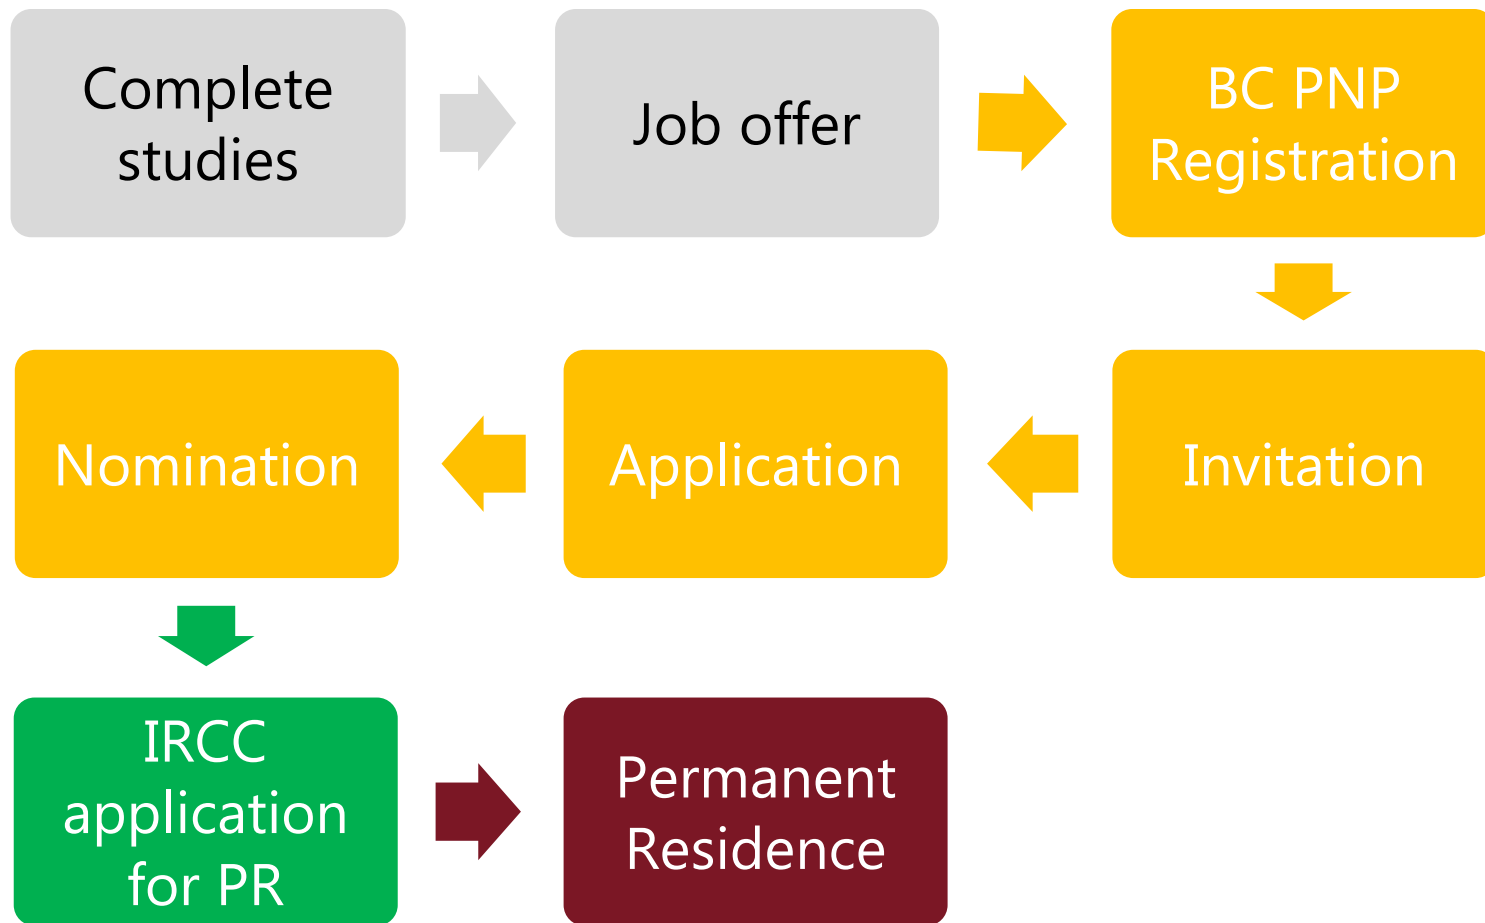 Complete
studies
Job offer
BC PNP
Registration
Invitation
Application
Nomination
IRCC
application
for PR
Permanent
Residence